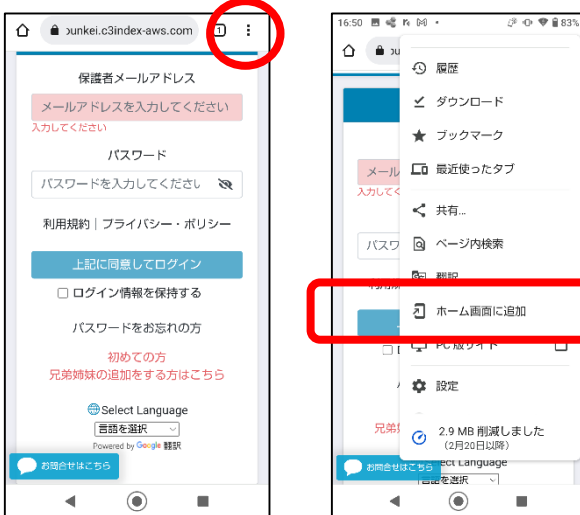 ounkei.c3index-aws.com
1
保護者メールアドレス
メールアドレスを入力してください
入力してください
パスワード
パスワードを入力してくださ
利用規約｜プライバシー・ポリシー
上記に同意してログイン
ログイン情報を保持する
パスワードをお忘れの方
初めての方
兄弟姉妹の追加をする方はこちら
Select Language
言語を選択
Powered by Google 翻訳
お問合せはこちら
16:50
83%
履歴
ダウンロード
ブックマーク
最近使ったタブ
メール
入力してく
共有...
パスワ
ページ内検索
翻訳
ホーム画面に追加
PC 版サイト
設定
兄弟
2.9 MB 削減しました
(2月20日以降)
お問合せはこちら
ect Language
言語を選択